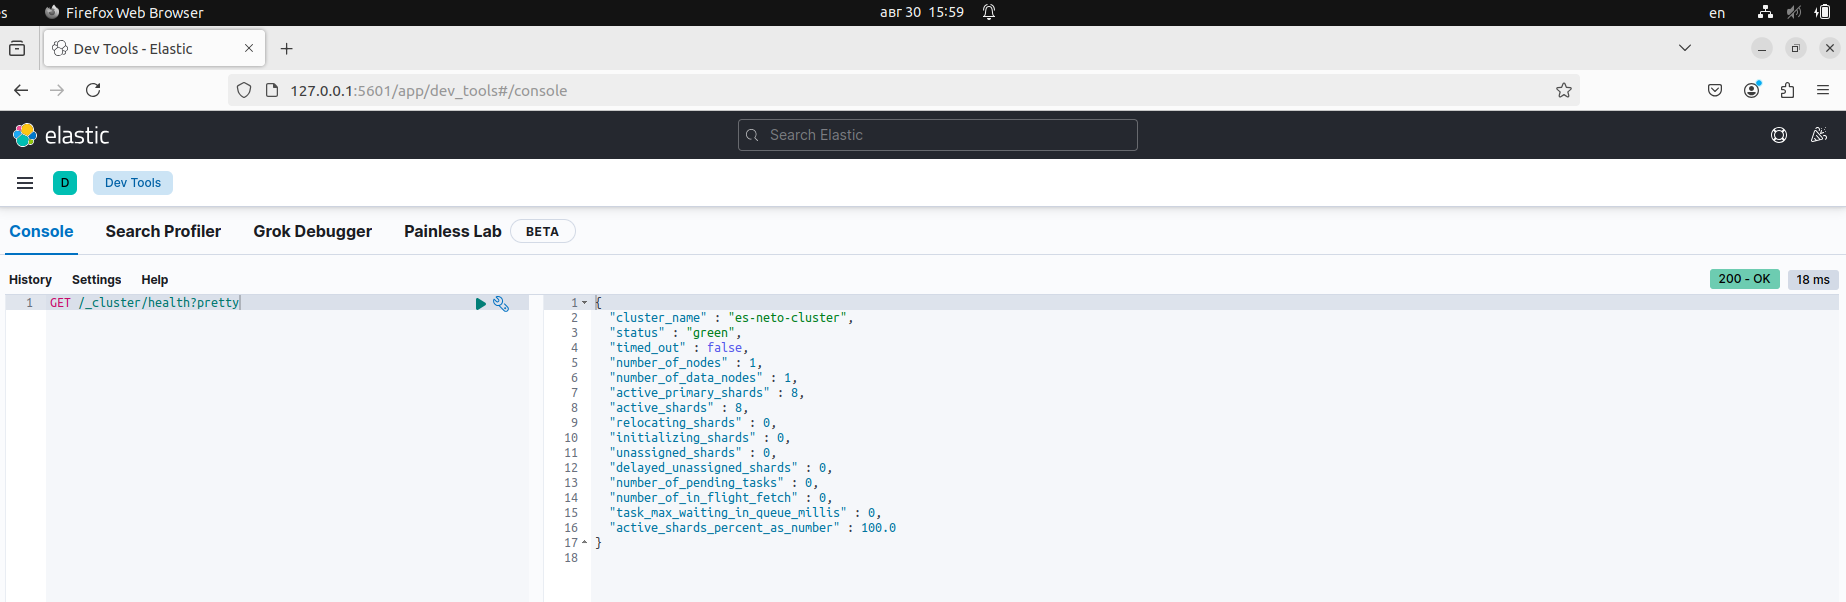 s Firefox Web Browser авг 30 15:59 en
Dev Tools - Elastic
127.0.0.1:5601/app/dev_tools#/console
elastic Search Elastic
D Dev Tools
Console Search Profiler Grok Debugger Painless Lab BETA
History Settings Help 200 - OK 18 ms
1 GET /_cluster/health?pretty
1 {
2 "cluster_name" : "es-neto-cluster",
3 "status" : "green",
4 "timed_out" : false,
5 "number_of_nodes" : 1,
6 "number_of_data_nodes" : 1,
7 "active_primary_shards" : 8,
8 "active_shards" : 8,
9 "relocating_shards" : 0,
10 "initializing_shards" : 0,
11 "unassigned_shards" : 0,
12 "delayed_unassigned_shards" : 0,
13 "number_of_pending_tasks" : 0,
14 "number_of_in_flight_fetch" : 0,
15 "task_max_waiting_in_queue_millis" : 0,
16 "active_shards_percent_as_number" : 100.0
17 }
18